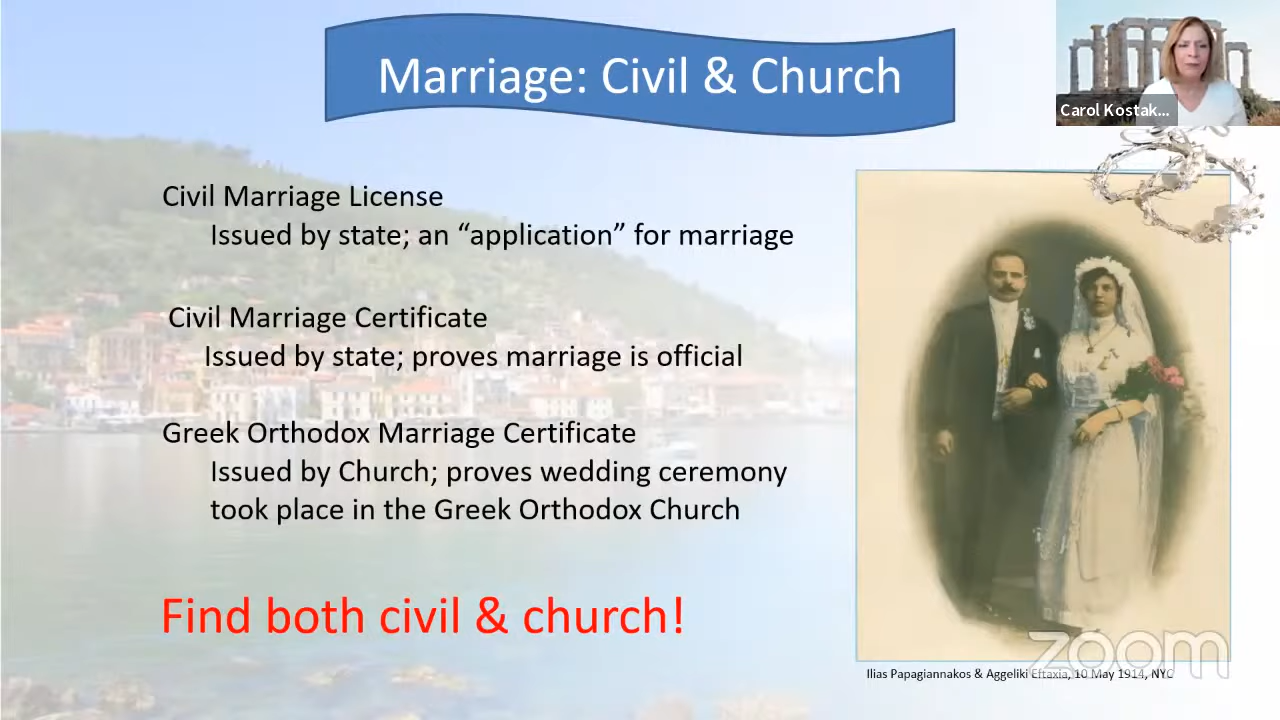 Marriage: Civil & Church
Carol Kostak...
Civil Marriage License
Issued by state; an “application” for marriage
Civil Marriage Certificate
Issued by state; proves marriage is official
Greek Orthodox Marriage Certificate
Issued by Church; proves wedding ceremony
took place in the Greek Orthodox Church
Find both civil & church!
zoom
Ilias Papagiannakos & Aggeliki Eftaxia, 10 May 1914, NYC